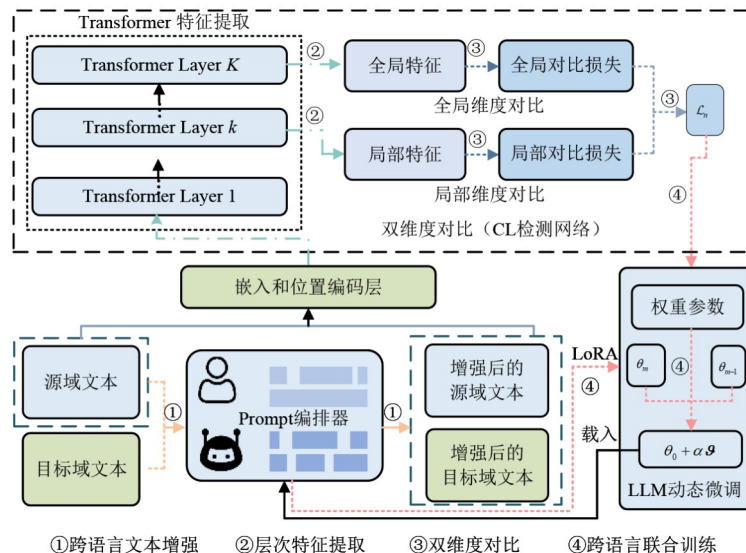 Transformer 特征提取
Transformer Layer K
②
全局特征
③
全局对比损失
全局维度对比
Transformer Layer k
②
局部特征
③
局部对比损失
局部维度对比
③
ℒn
Transformer Layer 1
双维度对比（CL检测网络）
④
嵌入和位置编码层
源域文本
目标域文本
①
Prompt编排器
①
增强后的
源域文本
增强后的
目标域文本
LoRA
④
载入
权重参数
θm
④
θm-1
θ0 + αϑ
LLM动态微调
①跨语言文本增强 ②层次特征提取 ③双维度对比 ④跨语言联合训练